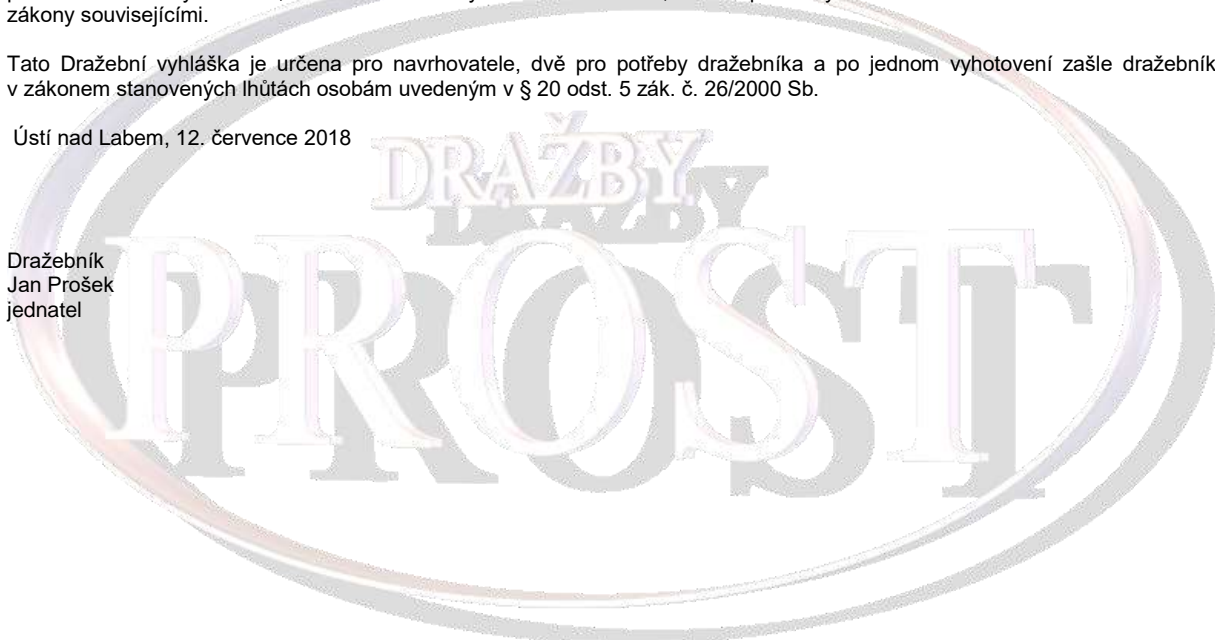 zákony souvisejícími.
Tato Dražební vyhláška je určena pro navrhovatele, dvě pro potřeby dražebníka a po jednom vyhotovení zašle dražebník
v zákonem stanovených lhůtách osobám uvedeným v § 20 odst. 5 zák. č. 26/2000 Sb.
Ústí nad Labem, 12. července 2018
DRAŽBY
PROST
Dražebník
Jan Prošek
jednatel